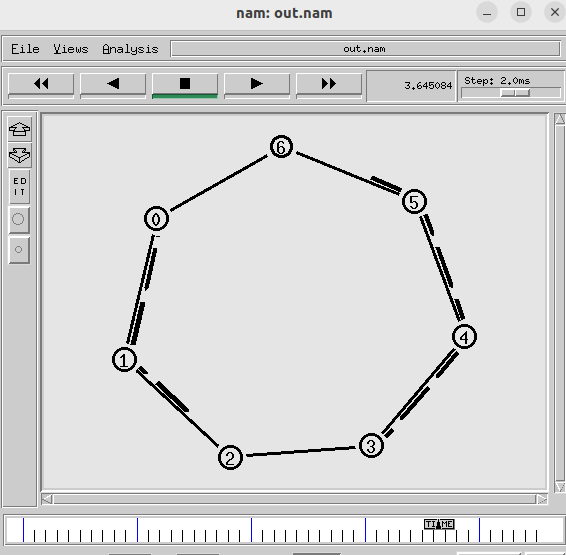 nam: out.nam
File Views Analysis out.nam
3.645084 Step: 2.0ms
ED
IT
6
5
0
4
1
3
2
TIME